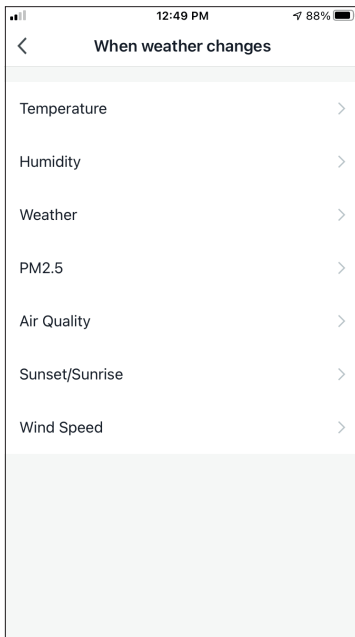 12:49 PM 88%
When weather changes
Temperature
Humidity
Weather
PM2.5
Air Quality
Sunset/Sunrise
Wind Speed